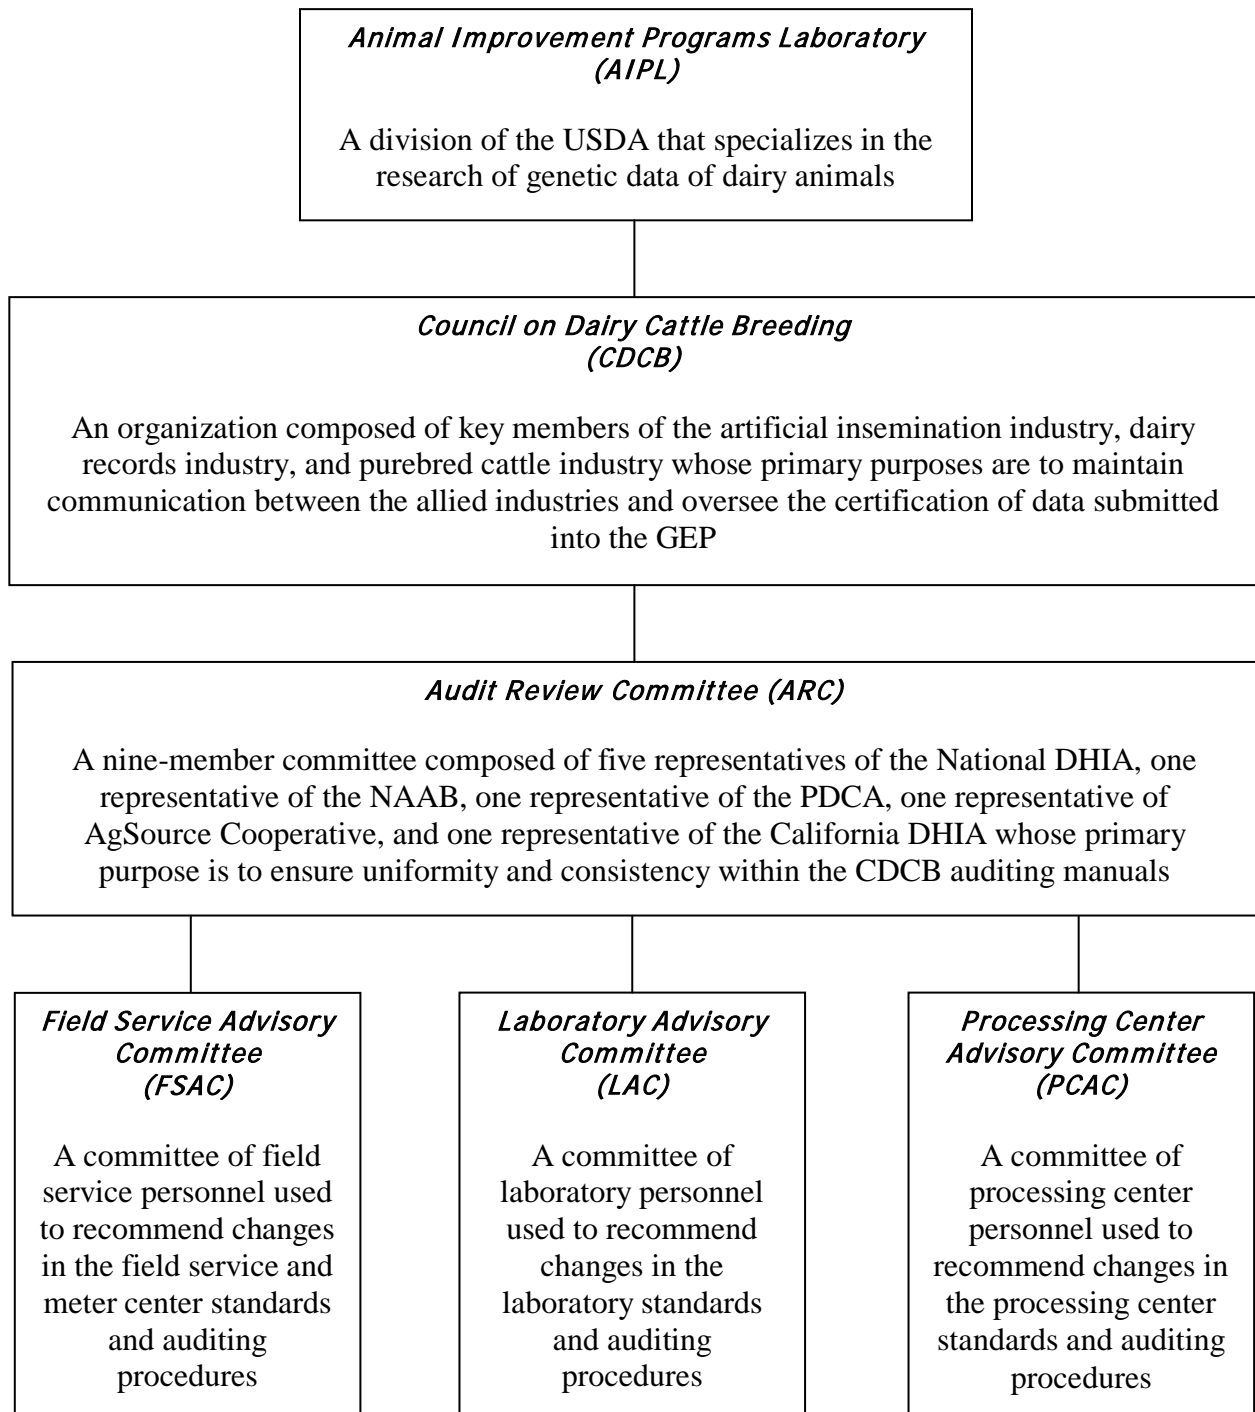 Animal Improvement Programs Laboratory
(AIPL)
A division of the USDA that specializes in the
research of genetic data of dairy animals
Council on Dairy Cattle Breeding
(CDCB)
An organization composed of key members of the artificial insemination industry, dairy
records industry, and purebred cattle industry whose primary purposes are to maintain
communication between the allied industries and oversee the certification of data submitted
into the GEP
Audit Review Committee (ARC)
A nine-member committee composed of five representatives of the National DHIA, one
representative of the NAAB, one representative of the PDCA, one representative of
AgSource Cooperative, and one representative of the California DHIA whose primary
purpose is to ensure uniformity and consistency within the CDCB auditing manuals
Field Service Advisory
Committee
(FSAC)
A committee of field
service personnel used
to recommend changes
in the field service and
meter center standards
and auditing
procedures
Laboratory Advisory
Committee
(LAC)
A committee of
laboratory personnel
used to recommend
changes in the
laboratory standards
and auditing
procedures
Processing Center
Advisory Committee
(PCAC)
A committee of
processing center
personnel used to
recommend changes in
the processing center
standards and auditing
procedures